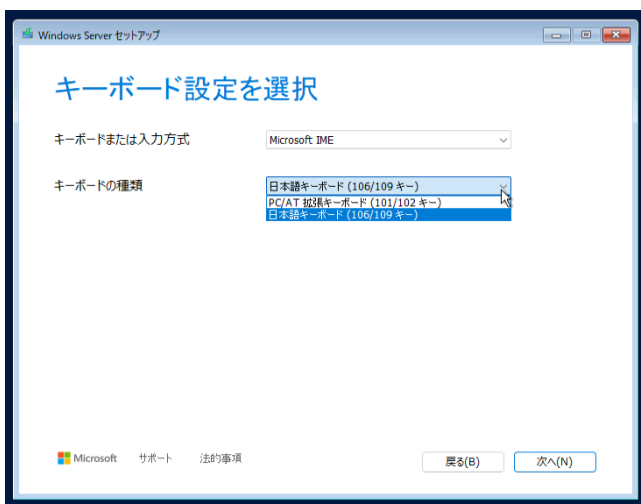 Windows Server セットアップ
キーボード設定を選択
キーボードまたは入力方式
Microsoft IME
キーボードの種類
日本語キーボード (106/109 キー)
PC/AT 拡張キーボード (101/102 キー)
日本語キーボード (106/109 キー)
Microsoft サポート 法的事項
戻る(B) 次へ(N)